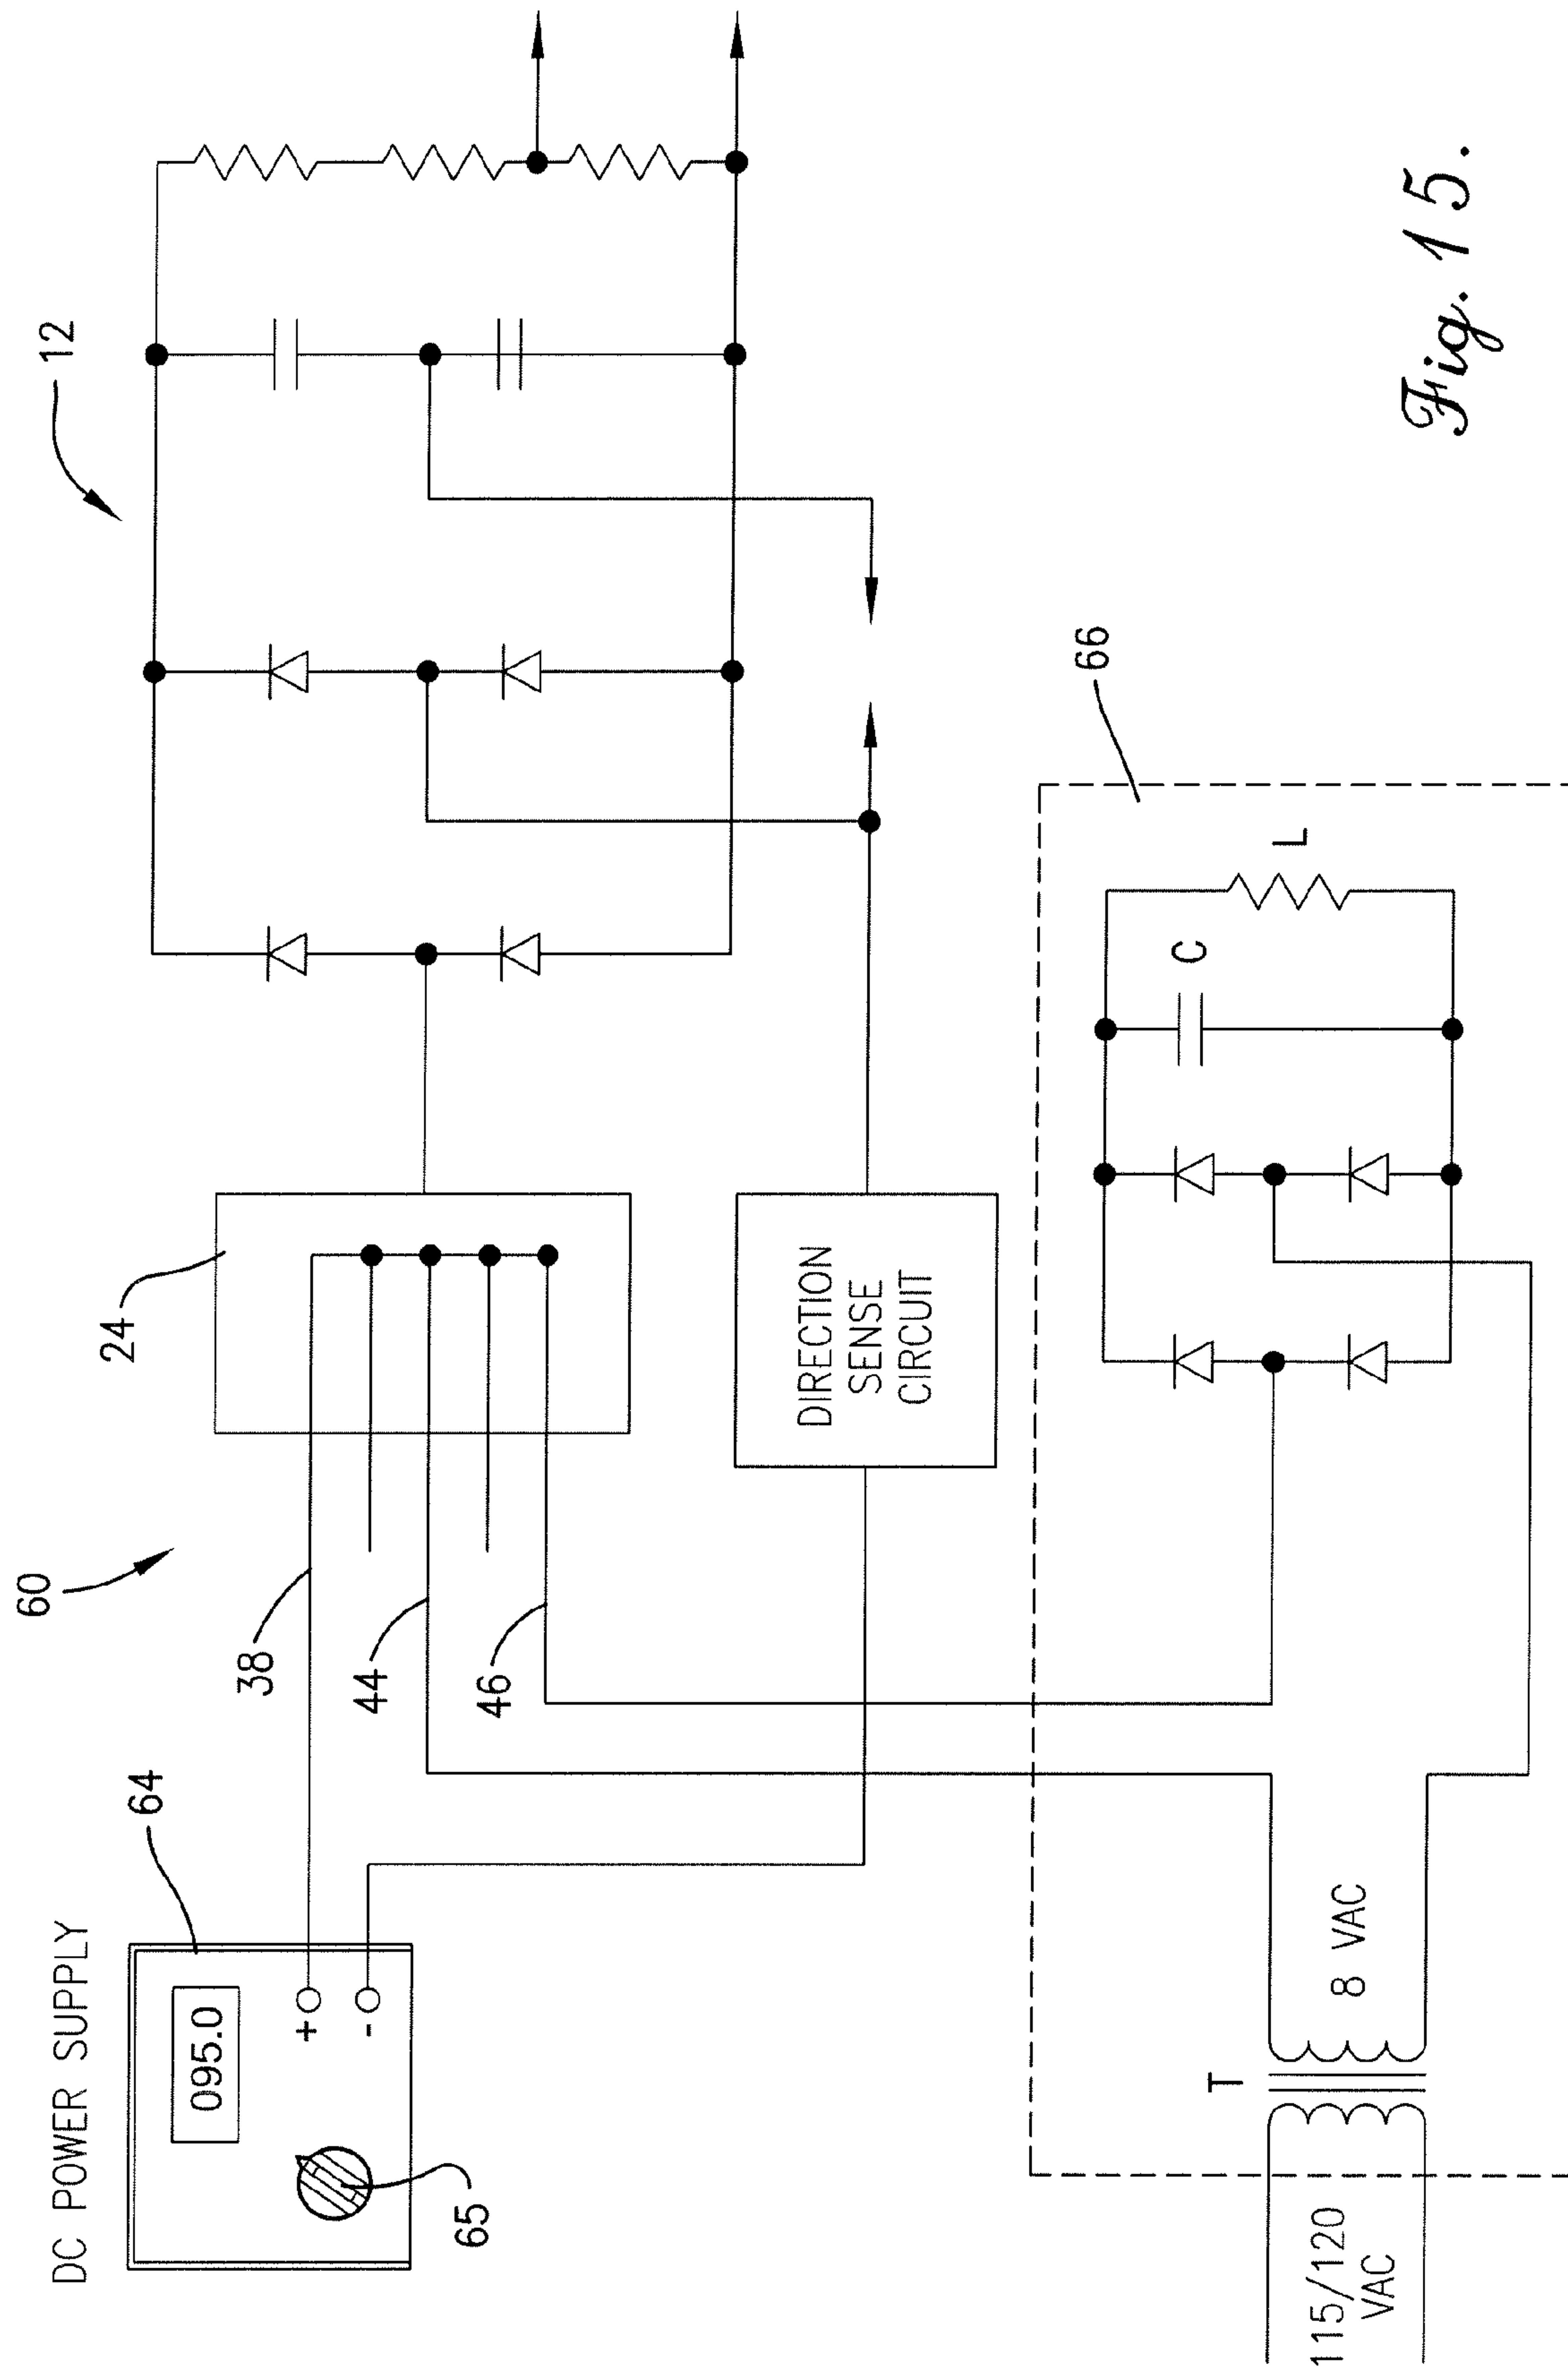 DC POWER SUPPLY
64
095.0
+
-
65
60
38
44
46
24
12
DIRECTION
SENSE
CIRCUIT
66
115/120
VAC
T
8 VAC
C
L
Fig. 15.